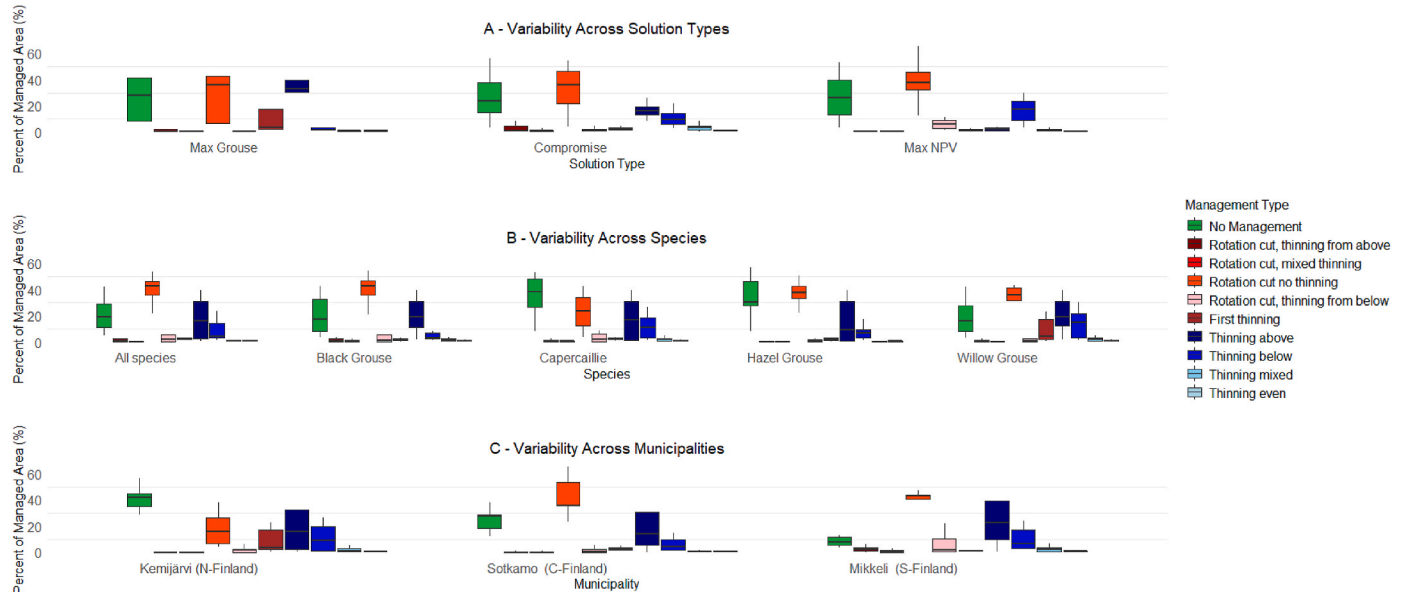 A - Variability Across Solution Types
Percent of Managed Area (%)
60
40
20
0
Max Grouse
Compromise
Max NPV
Solution Type
B - Variability Across Species
Percent of Managed Area (%)
60
40
20
0
All species
Black Grouse
Capercaillie
Hazel Grouse
Willow Grouse
Species
C - Variability Across Municipalities
Percent of Managed Area (%)
60
40
20
0
Kemijärvi (N-Finland)
Sotkamo (C-Finland)
Mikkeli (S-Finland)
Municipality
Management Type
No Management
Rotation cut, thinning from above
Rotation cut, mixed thinning
Rotation cut no thinning
Rotation cut, thinning from below
First thinning
Thinning above
Thinning below
Thinning mixed
Thinning even